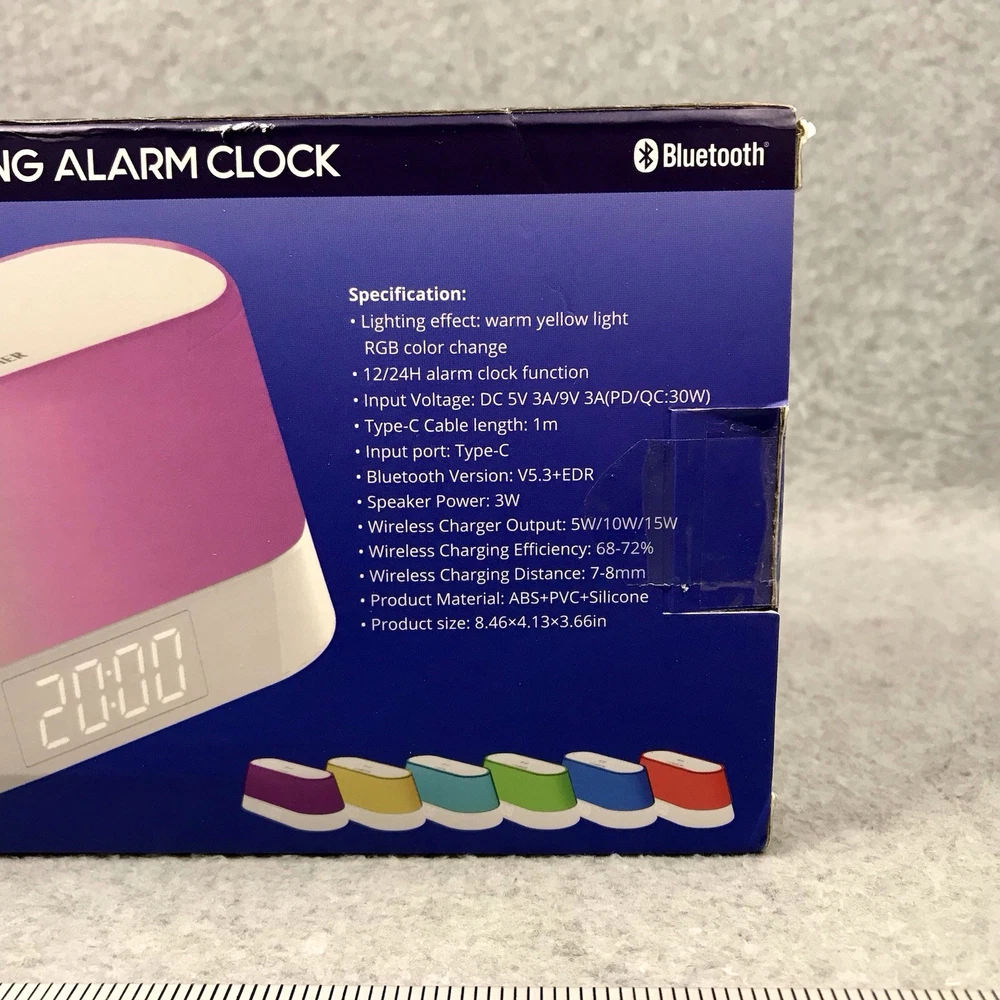 NG ALARM CLOCK
Bluetooth®
Specification:
• Lighting effect: warm yellow light
RGB color change
• 12/24H alarm clock function
• Input Voltage: DC 5V 3A/9V 3A(PD/QC:30W)
• Type-C Cable length: 1m
• Input port: Type-C
• Bluetooth Version: V5.3+EDR
• Speaker Power: 3W
• Wireless Charger Output: 5W/10W/15W
• Wireless Charging Efficiency: 68-72%
• Wireless Charging Distance: 7-8mm
• Product Material: ABS+PVC+Silicone
• Product size: 8.46×4.13×3.66in
20:00